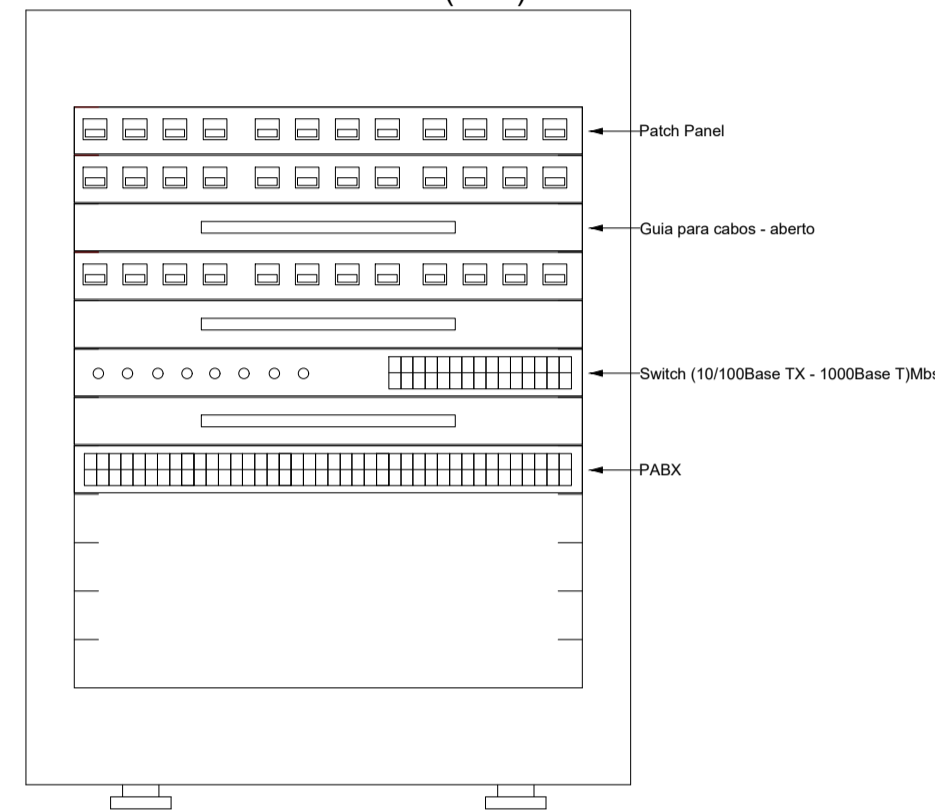 Patch Panel
Guia para cabos - aberto
Switch (10/100Base TX - 1000Base T)Mbs
PABX